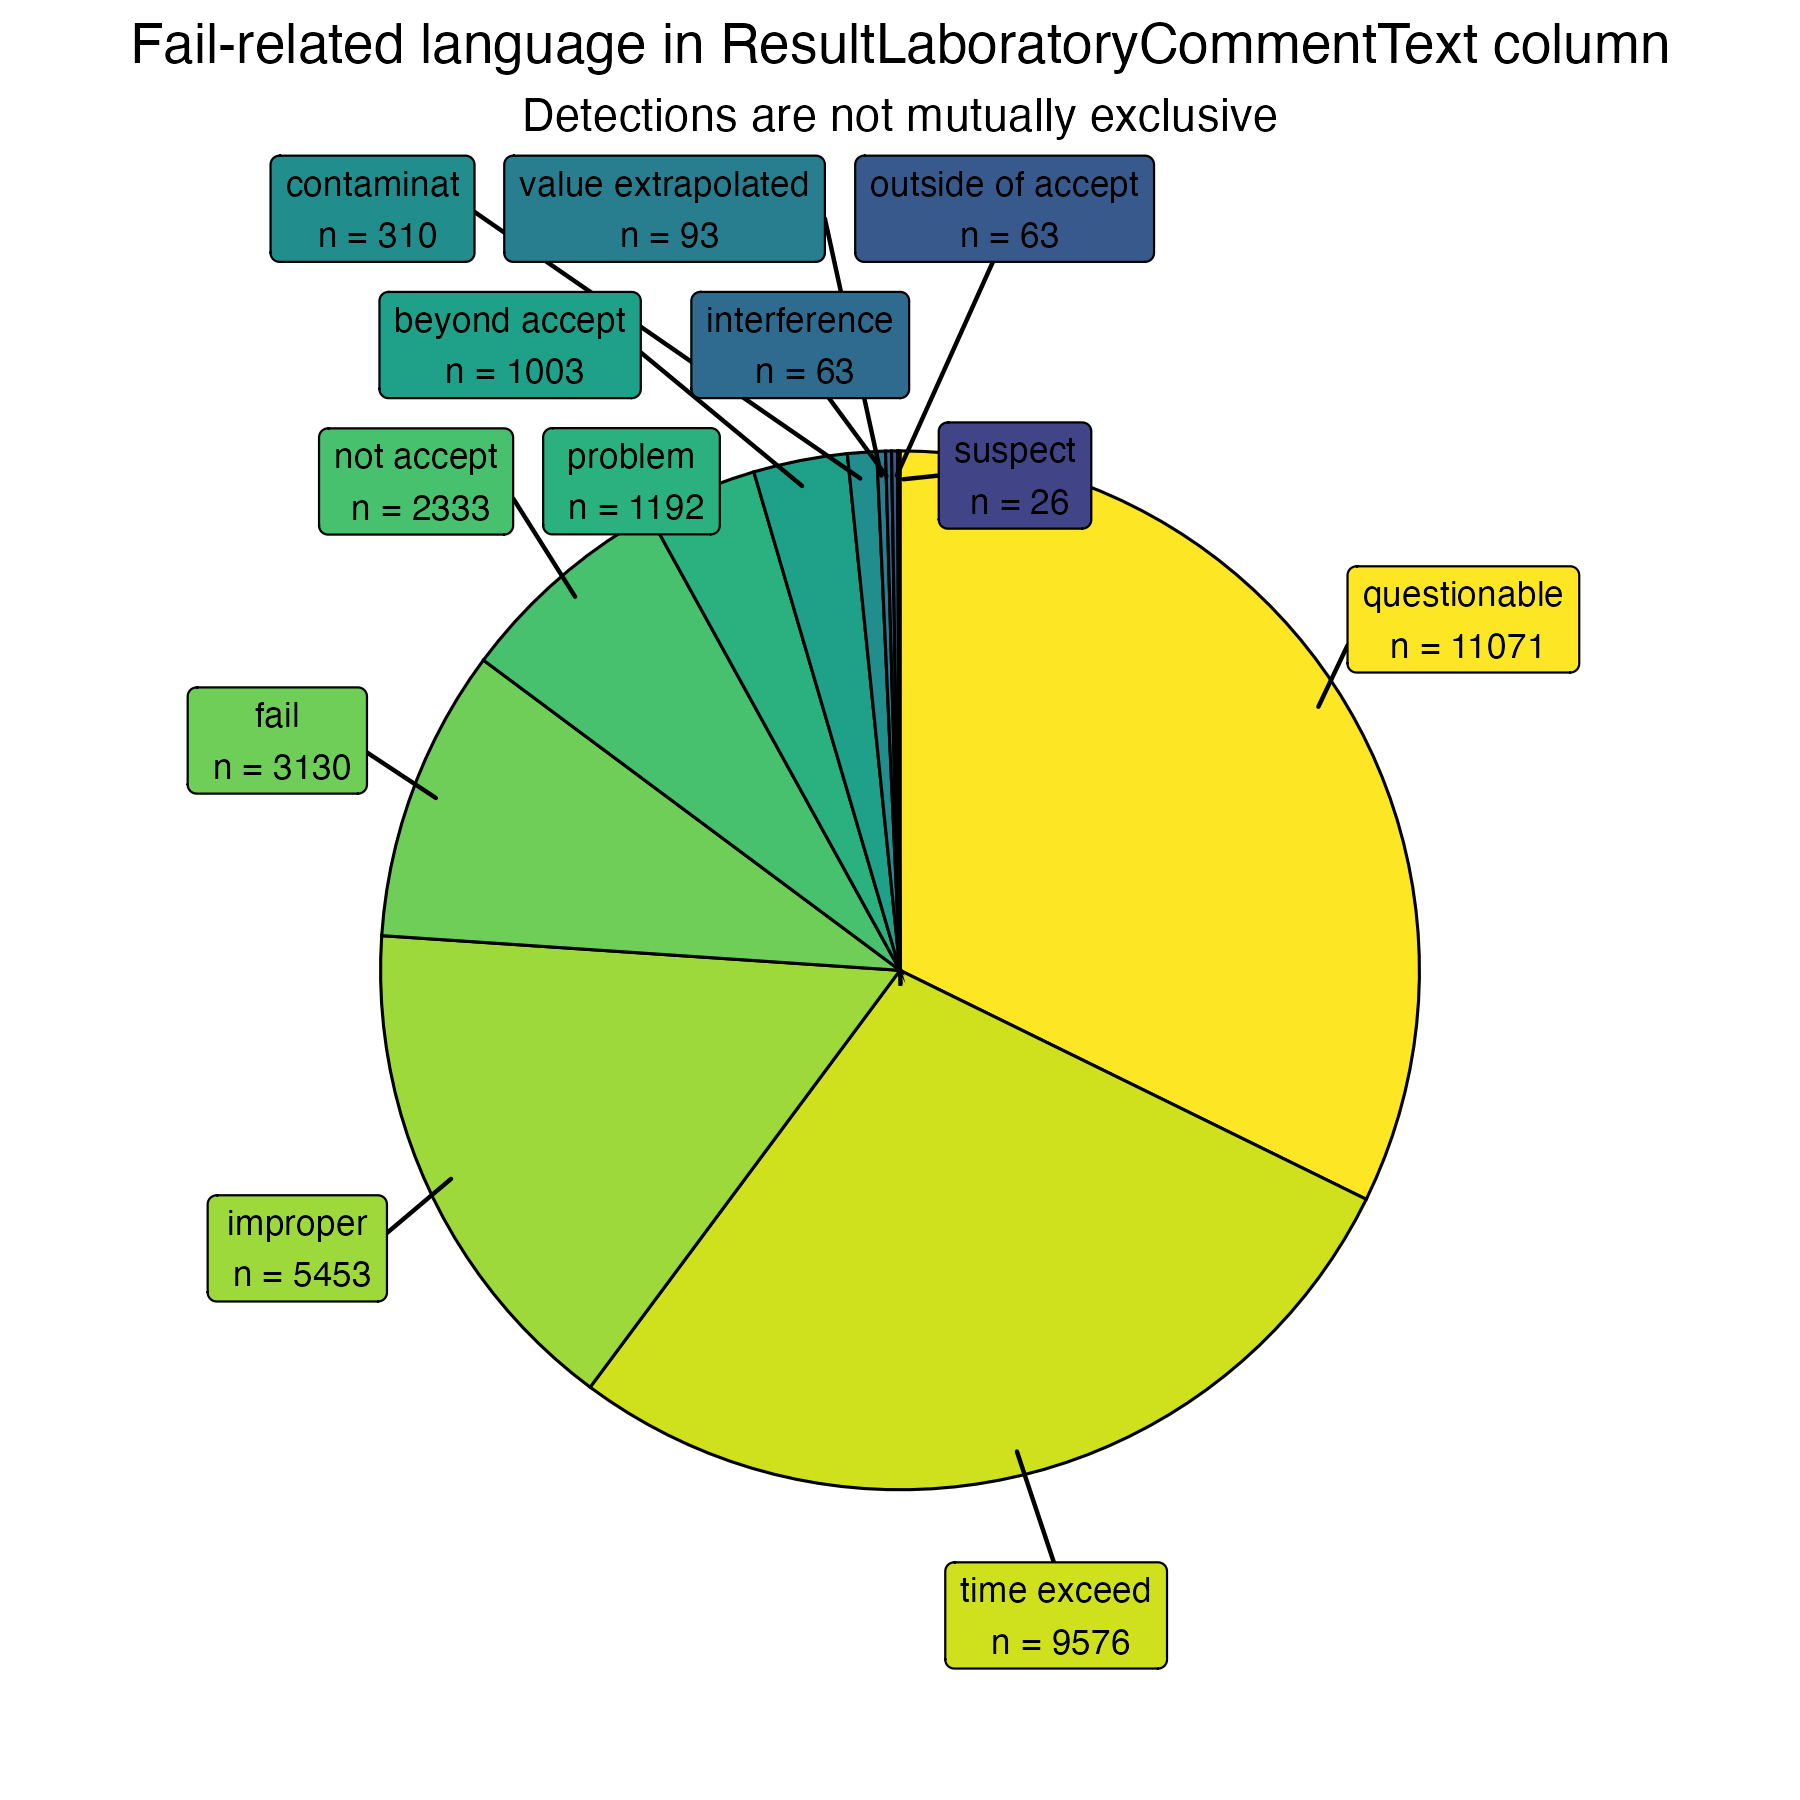 Fail-related language in ResultLaboratoryCommentText column
Detections are not mutually exclusive
contaminat
n = 310
value extrapolated
n = 93
outside of accept
n = 63
beyond accept
n = 1003
interference
n = 63
not accept
n = 2333
problem
n = 1192
suspect
n = 26
questionable
n = 11071
fail
n = 3130
improper
n = 5453
time exceed
n = 9576